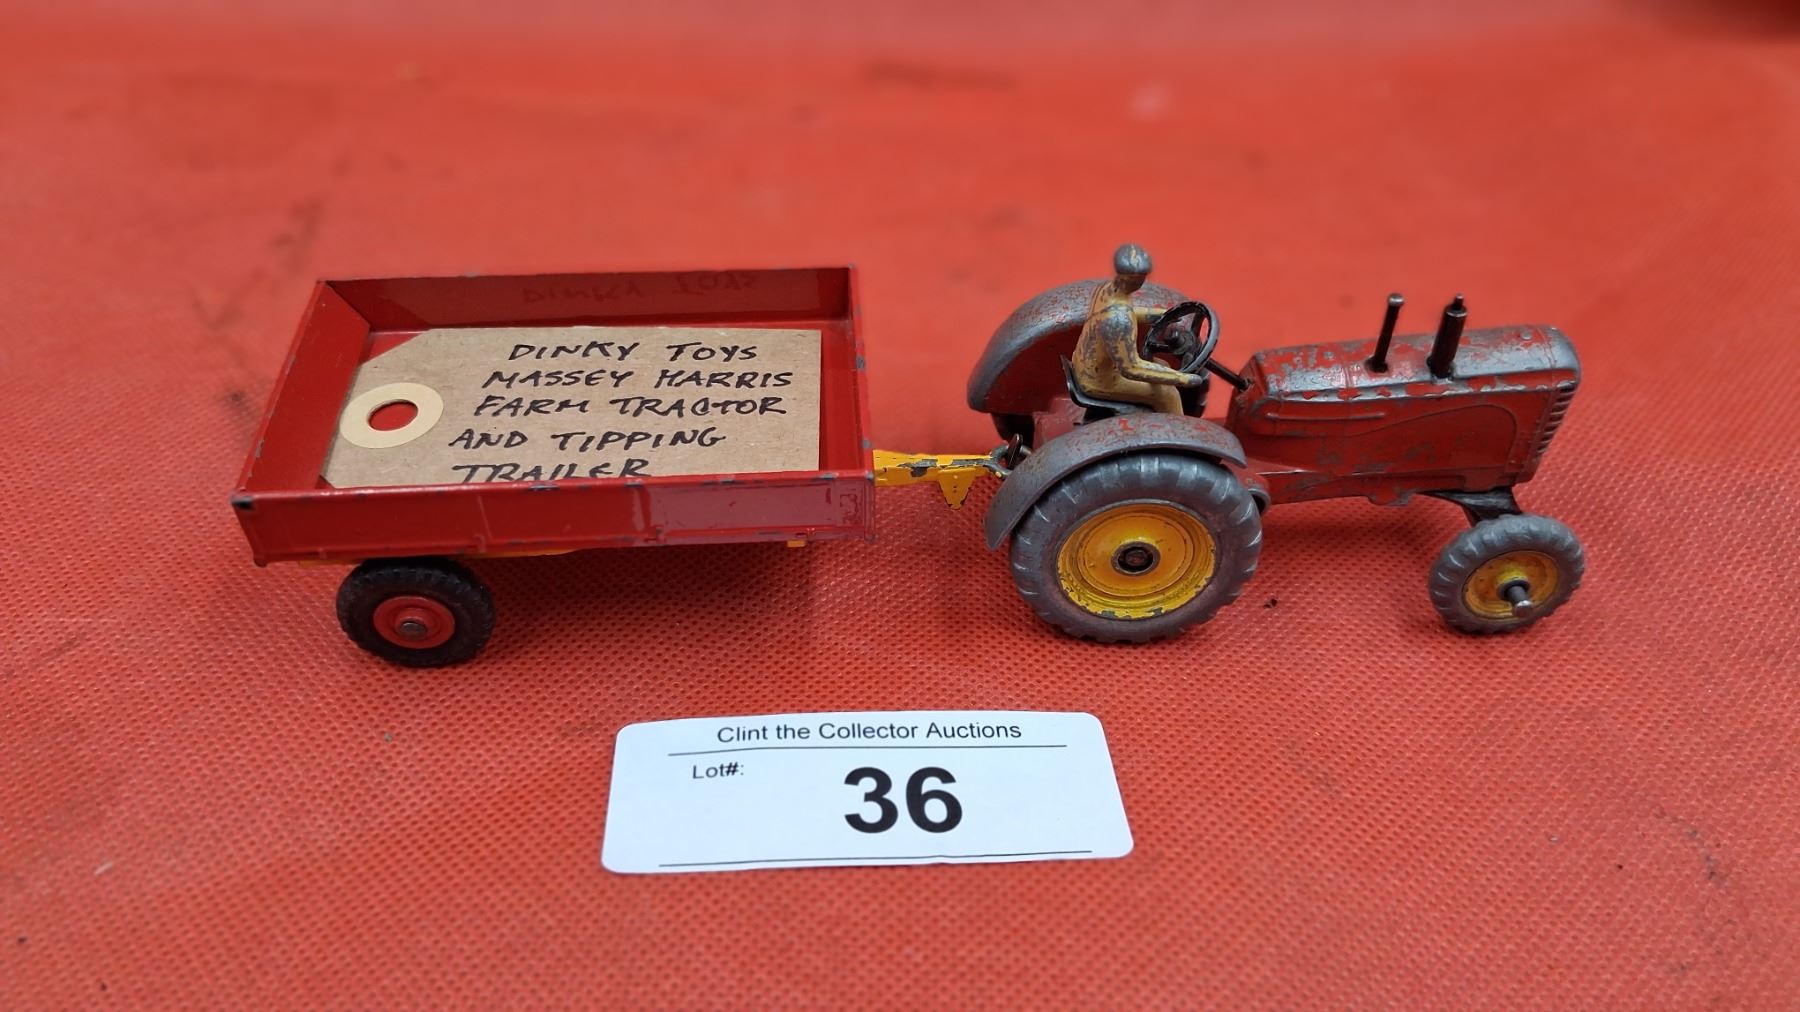 DINKY TOYS
MASSEY HARRIS
FARM TRACTOR
AND TIPPING
TRAILER
Clint the Collector Auctions
Lot#:
36